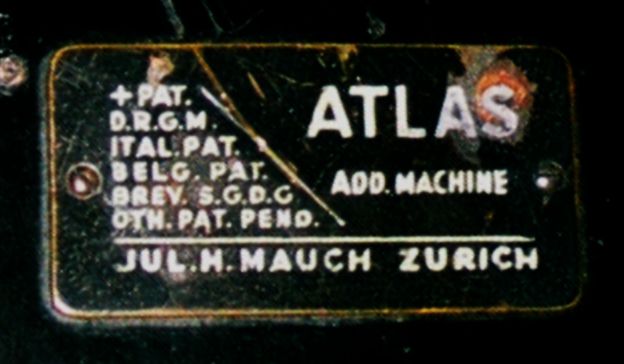 + PAT.
D.R.G.M.
ITAL. PAT.
BELG. PAT.
BREV. S.G.D.G
OTH. PAT. PEND.
ATLAS
ADD. MACHINE
JUL. H. MAUCH ZURICH